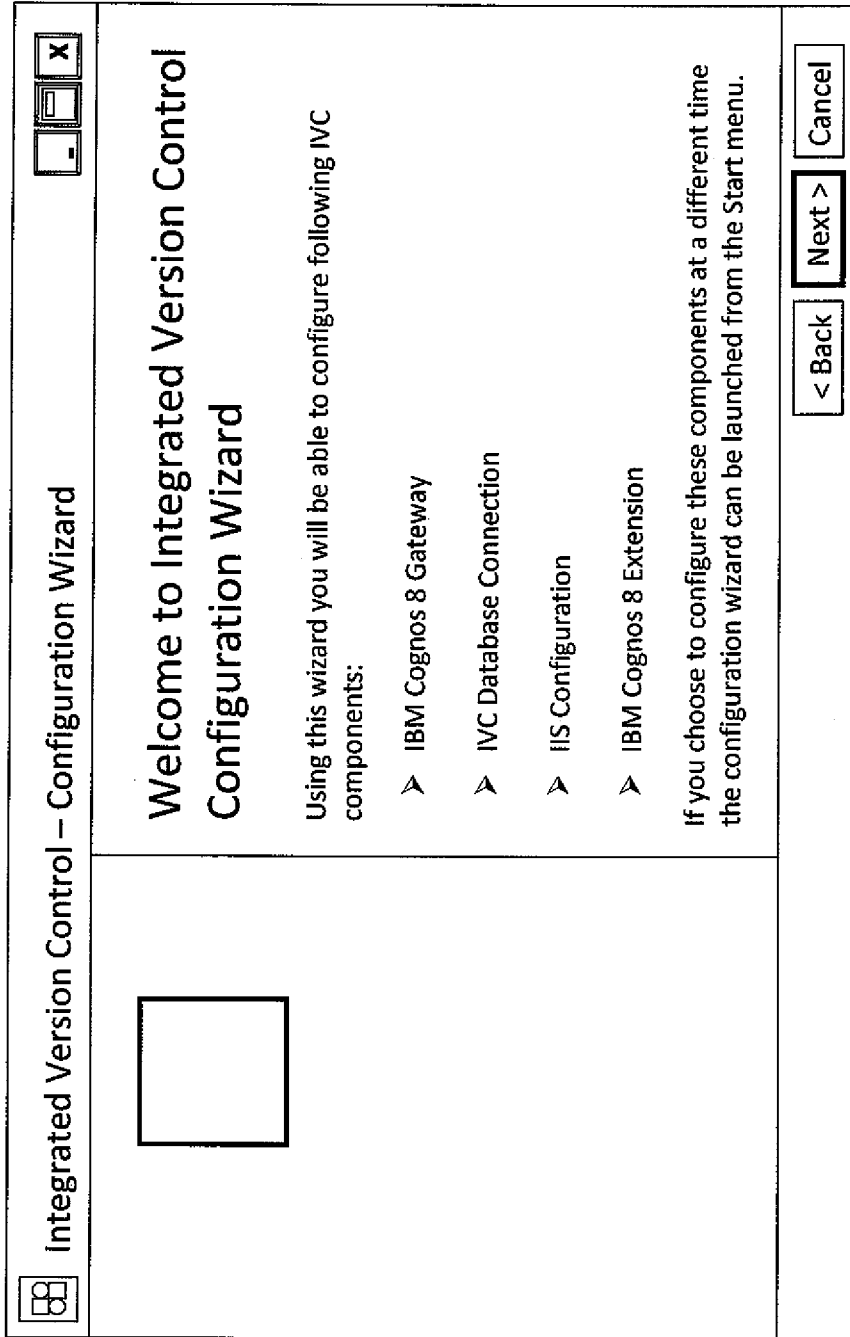 Integrated Version Control – Configuration Wizard
- X
Welcome to Integrated Version Control
Configuration Wizard
Using this wizard you will be able to configure following IVC
components:
➢ IBM Cognos 8 Gateway
➢ IVC Database Connection
➢ IIS Configuration
➢ IBM Cognos 8 Extension
If you choose to configure these components at a different time
the configuration wizard can be launched from the Start menu.
< Back Next > Cancel